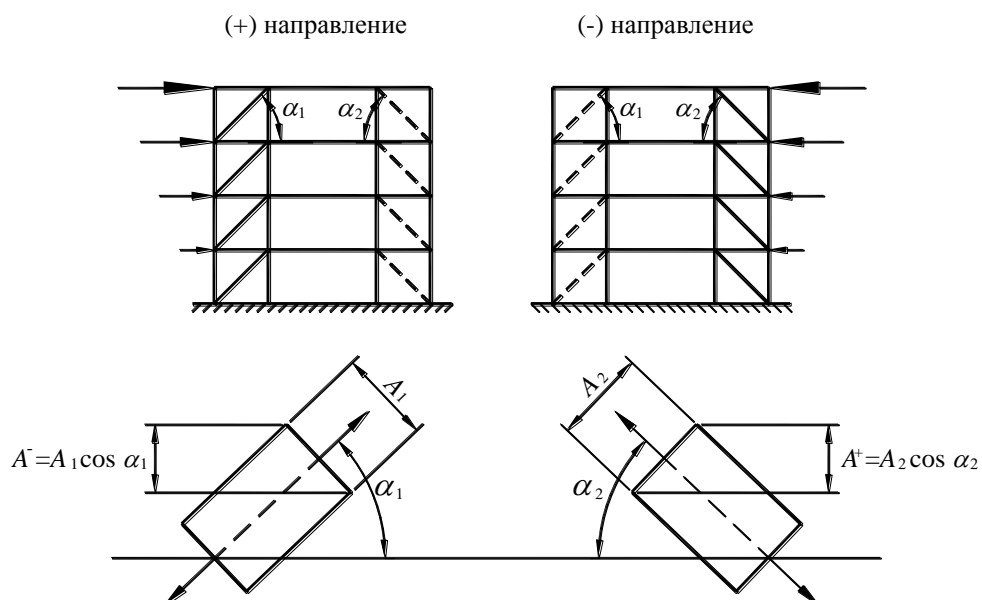 (+) направление
(-) направление
α1
α2
α1
α2
A1
A2
A⁻=A1cos α1
α1
α2
A⁺=A2cos α2